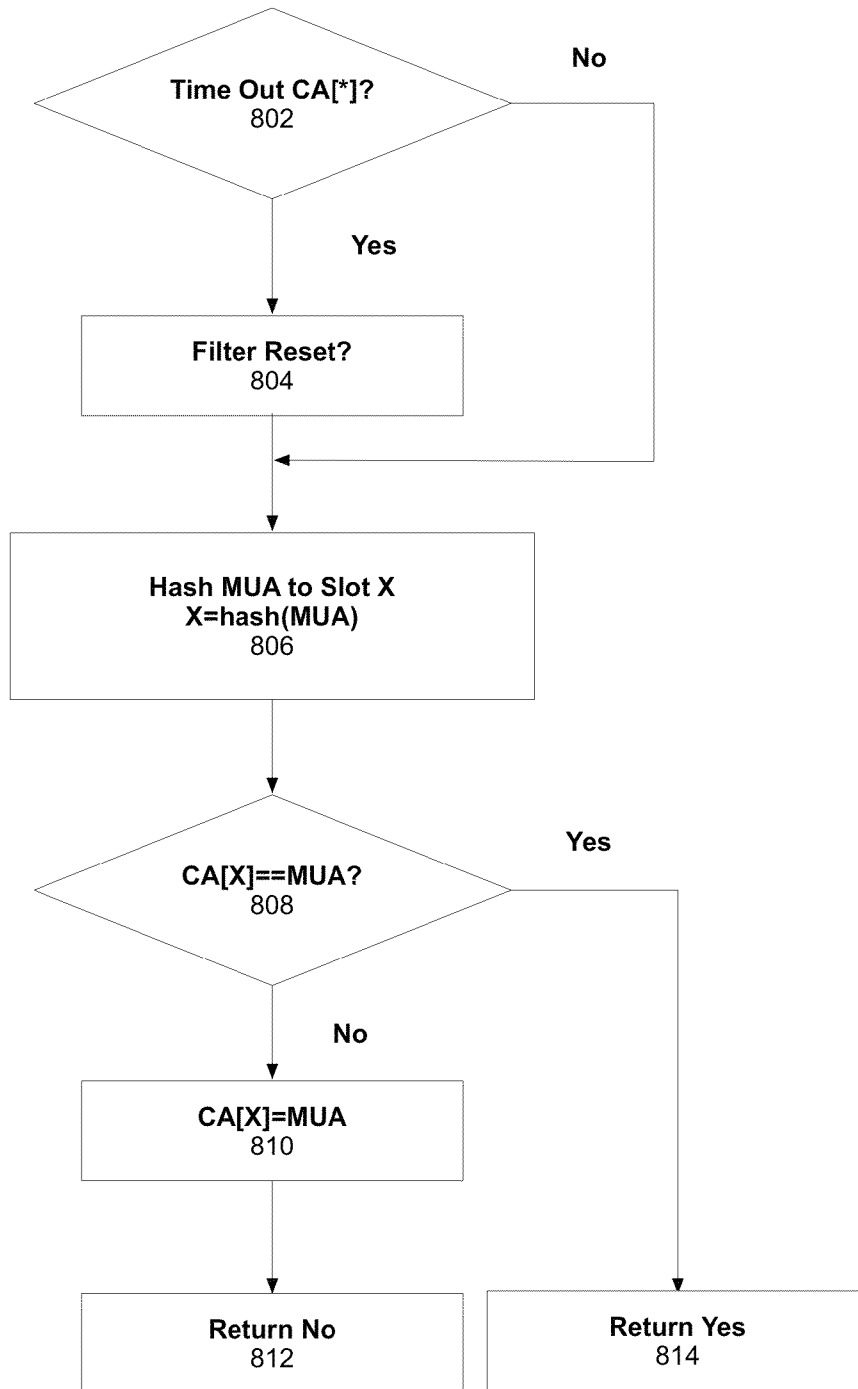 Time Out CA[*]?
802
No
Yes
Filter Reset?
804
Hash MUA to Slot X
X=hash(MUA)
806
CA[X]==MUA?
808
Yes
No
CA[X]=MUA
810
Return No
812
Return Yes
814